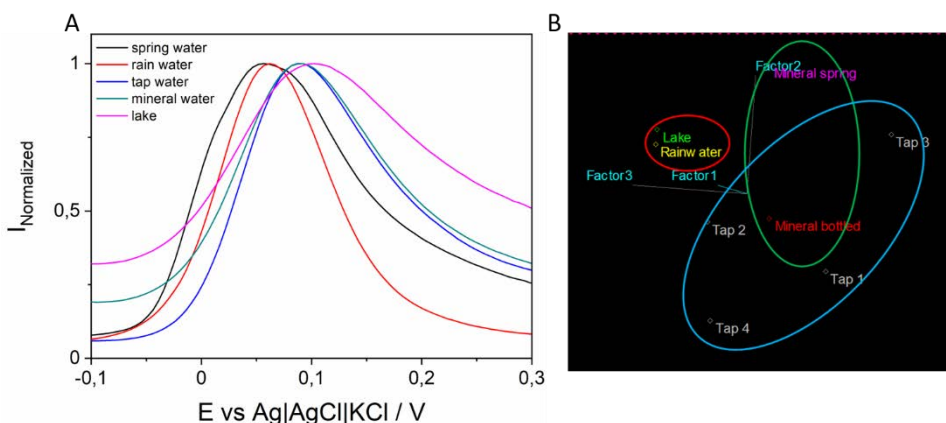 A
spring water
rain water
tap water
mineral water
lake
1
0,5
0
I Normalized
-0,1
0
0,1
0,2
0,3
E vs Ag|AgCl|KCl / V
B
Factor2
Mineral spring
Tap 3
Lake
Rainw ater
Factor3
Factor1
Mineral bottled
Tap 2
Tap 1
Tap 4